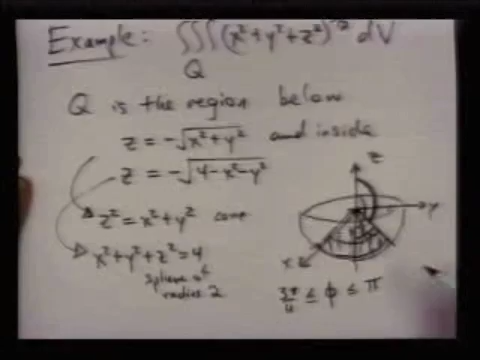 Example: ∭ (x²+y²+z²)^-2 dV
Q
Q is the region below
z = -√(x²+y²) and inside
z = -√(4-x²-y²)
z² = x²+y² cone
x²+y²+z² = 4
sphere of
radius 2
z
y
x
3π/4 ≤ φ ≤ π